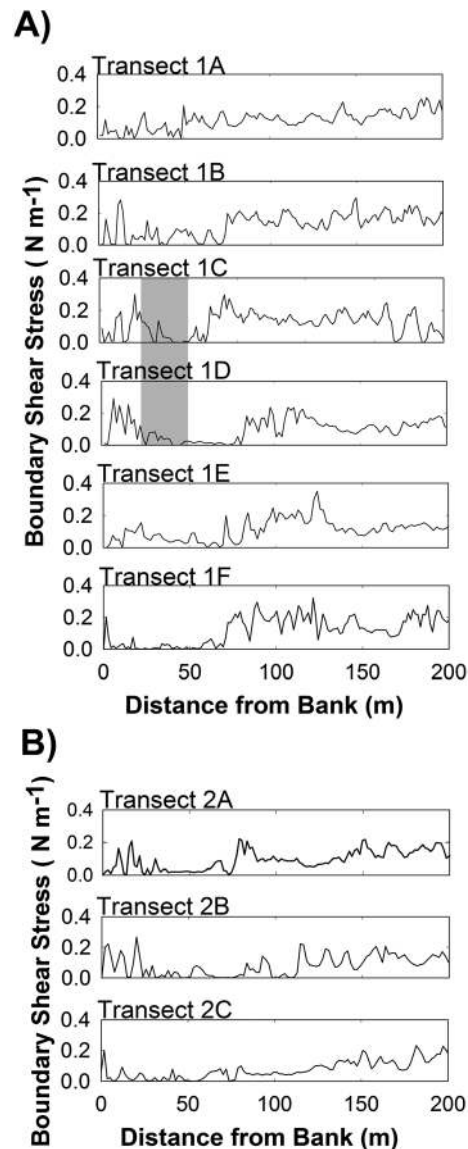 A)
Transect 1A
0.4
0.2
0.0
Transect 1B
0.4
0.2
0.0
Transect 1C
0.4
0.2
0.0
Transect 1D
0.4
0.2
0.0
Transect 1E
0.4
0.2
0.0
Transect 1F
0.4
0.2
0.0
Boundary Shear Stress ( N m-1)
0 50 100 150 200
Distance from Bank (m)
B)
Transect 2A
0.4
0.2
0.0
Transect 2B
0.4
0.2
0.0
Transect 2C
0.4
0.2
0.0
Boundary Shear Stress ( N m-1)
0 50 100 150 200
Distance from Bank (m)